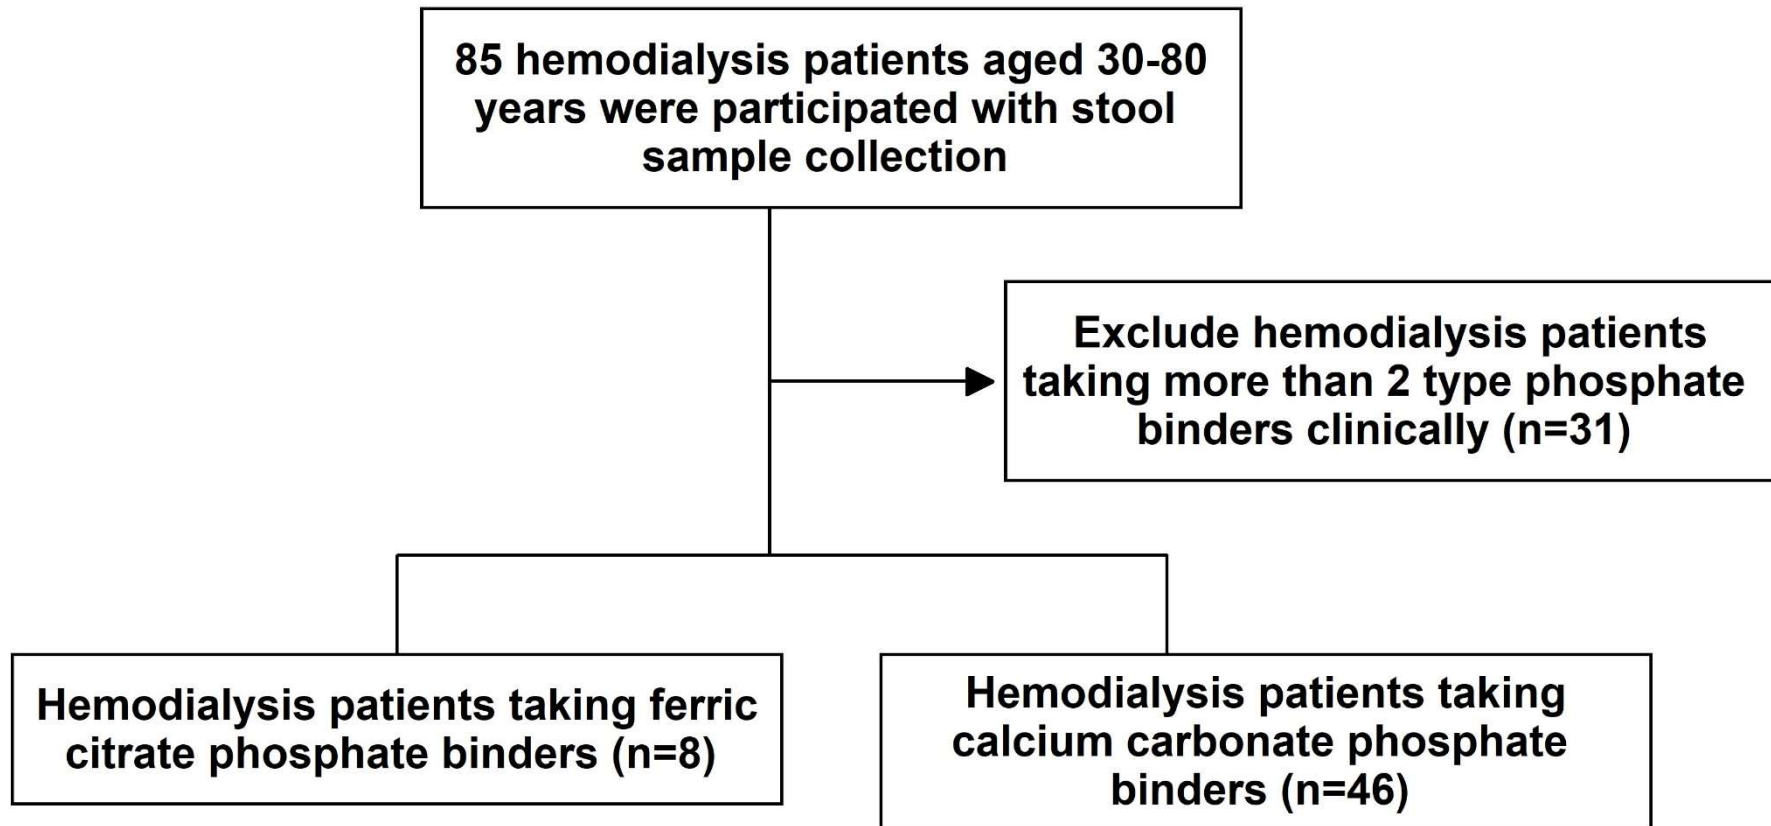 85 hemodialysis patients aged 30-80
years were participated with stool
sample collection
Exclude hemodialysis patients
taking more than 2 type phosphate
binders clinically (n=31)
Hemodialysis patients taking ferric
citrate phosphate binders (n=8)
Hemodialysis patients taking
calcium carbonate phosphate
binders (n=46)